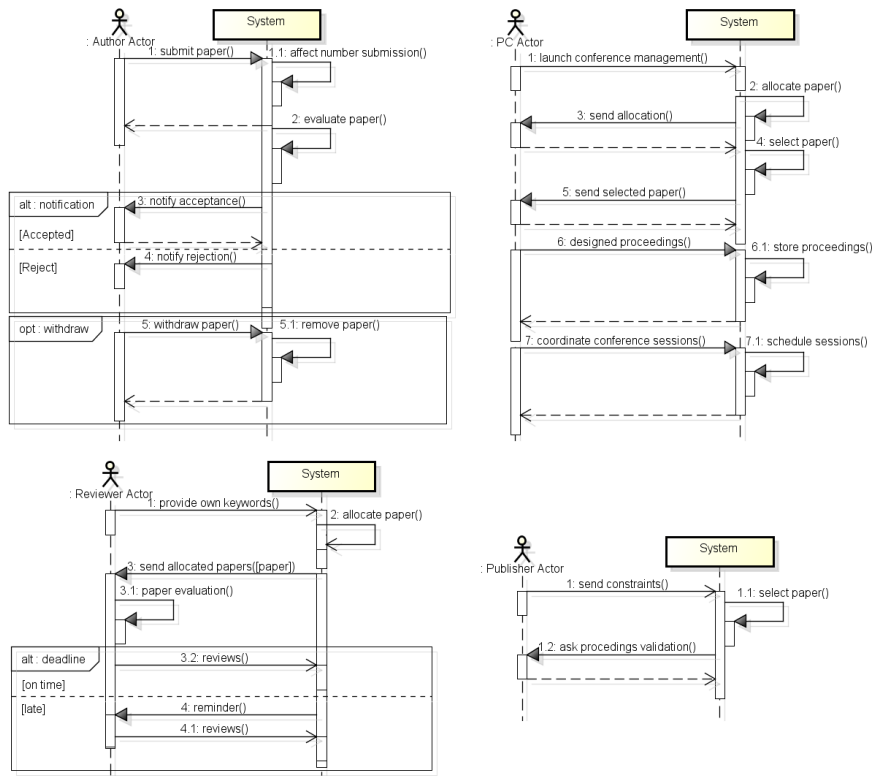 System
: Author Actor
1: submit paper()
1.1: affect number submission()
2: evaluate paper()
alt : notification
3: notify acceptance()
[Accepted]
4: notify rejection()
[Reject]
opt : withdraw
5: withdraw paper()
5.1: remove paper()
System
: PC Actor
1: launch conference management()
2: allocate paper()
3: send allocation()
4: select paper()
5: send selected paper()
6: designed proceedings()
6.1: store proceedings()
7: coordinate conference sessions()
7.1: schedule sessions()
System
: Reviewer Actor
1: provide own keywords()
2: allocate paper()
3: send allocated papers([paper])
3.1: paper evaluation()
alt : deadline
3.2: reviews()
[on time]
[late]
4: reminder()
4.1: reviews()
System
: Publisher Actor
1: send constraints()
1.1: select paper()
1.2: ask procedings validation()